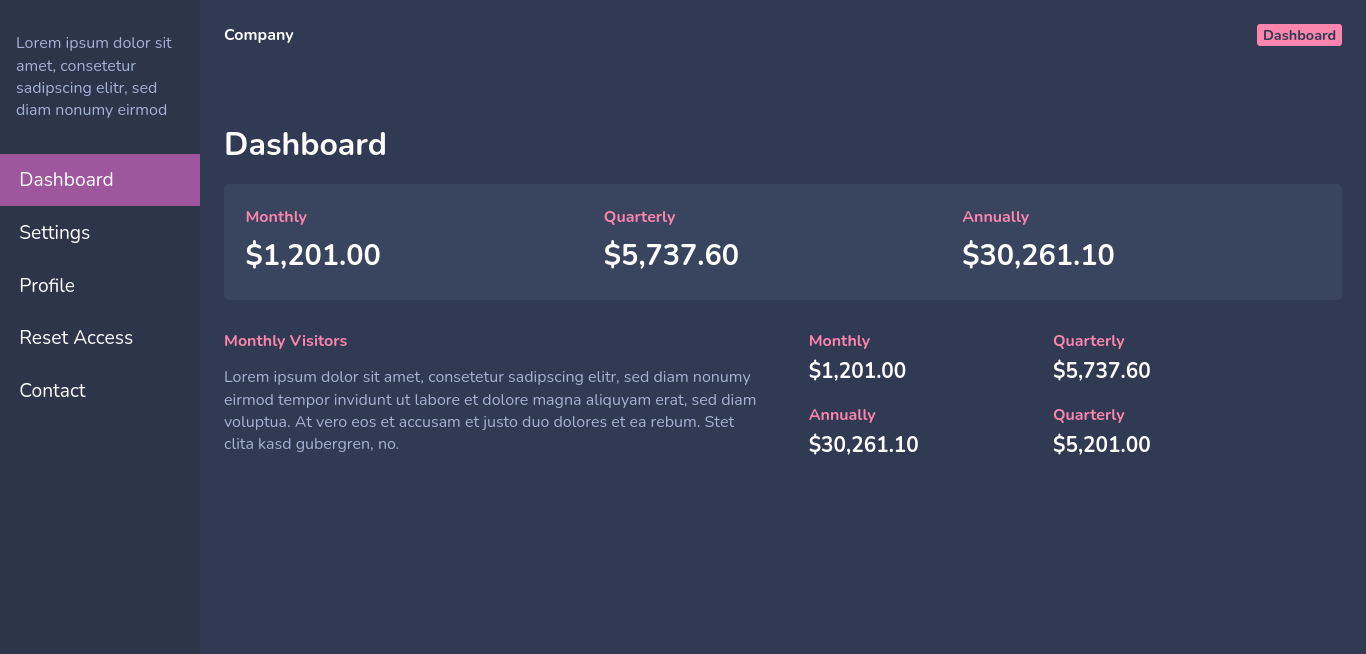 Lorem ipsum dolor sit
amet, consetetur
sadipscing elitr, sed
diam nonumy eirmod
Dashboard
Settings
Profile
Reset Access
Contact
Company
Dashboard
Dashboard
Monthly
$1,201.00
Quarterly
$5,737.60
Annually
$30,261.10
Monthly Visitors
Lorem ipsum dolor sit amet, consetetur sadipscing elitr, sed diam nonumy
eirmod tempor invidunt ut labore et dolore magna aliquyam erat, sed diam
voluptua. At vero eos et accusam et justo duo dolores et ea rebum. Stet
clita kasd gubergren, no.
Monthly
$1,201.00
Quarterly
$5,737.60
Annually
$30,261.10
Quarterly
$5,201.00